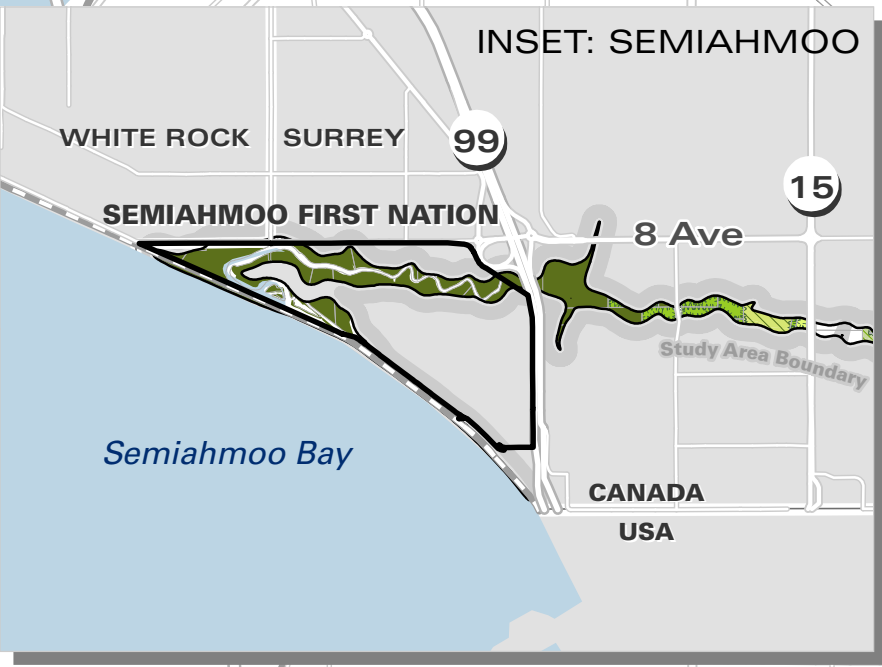 INSET: SEMIAHMOO
WHITE ROCK SURREY
99
15
SEMIAHMOO FIRST NATION
8 Ave
Study Area Boundary
Semiahmoo Bay
CANADA
USA